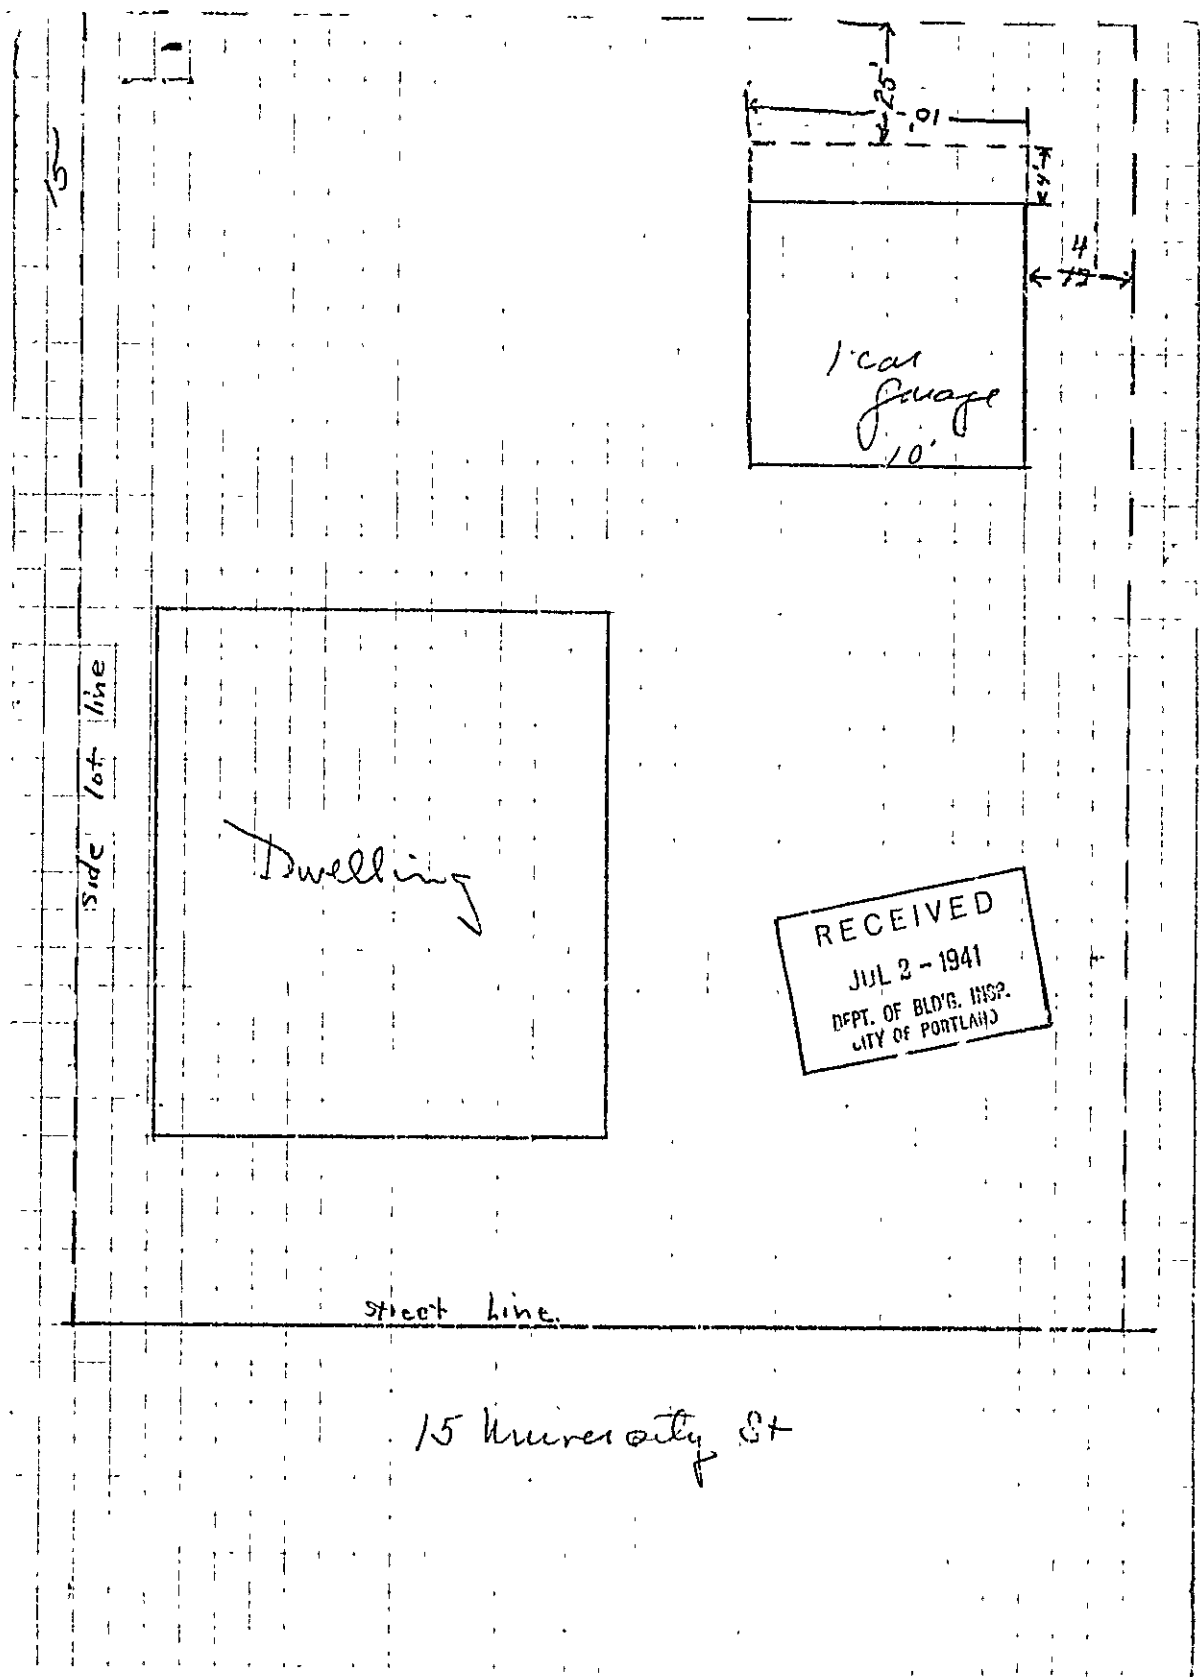 15
25'
10'
4'
4'
15
1 car
garage
10'
side lot line
Dwelling
RECEIVED
JUL 2 - 1941
DEPT. OF BLD'G. INSP.
CITY OF PORTLAND
street line.
15 University St